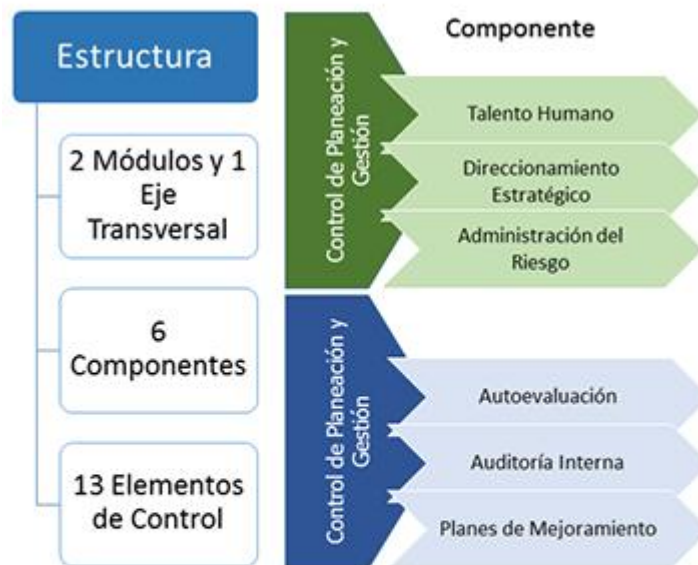 Estructura
2 Módulos y 1
Eje
Transversal
6
Componentes
13 Elementos
de Control
Componente
Control de Planeación y
Gestión
Talento Humano
Direccionamiento
Estratégico
Administración del
Riesgo
Control de Planeación y
Gestión
Autoevaluación
Auditoría Interna
Planes de Mejoramiento